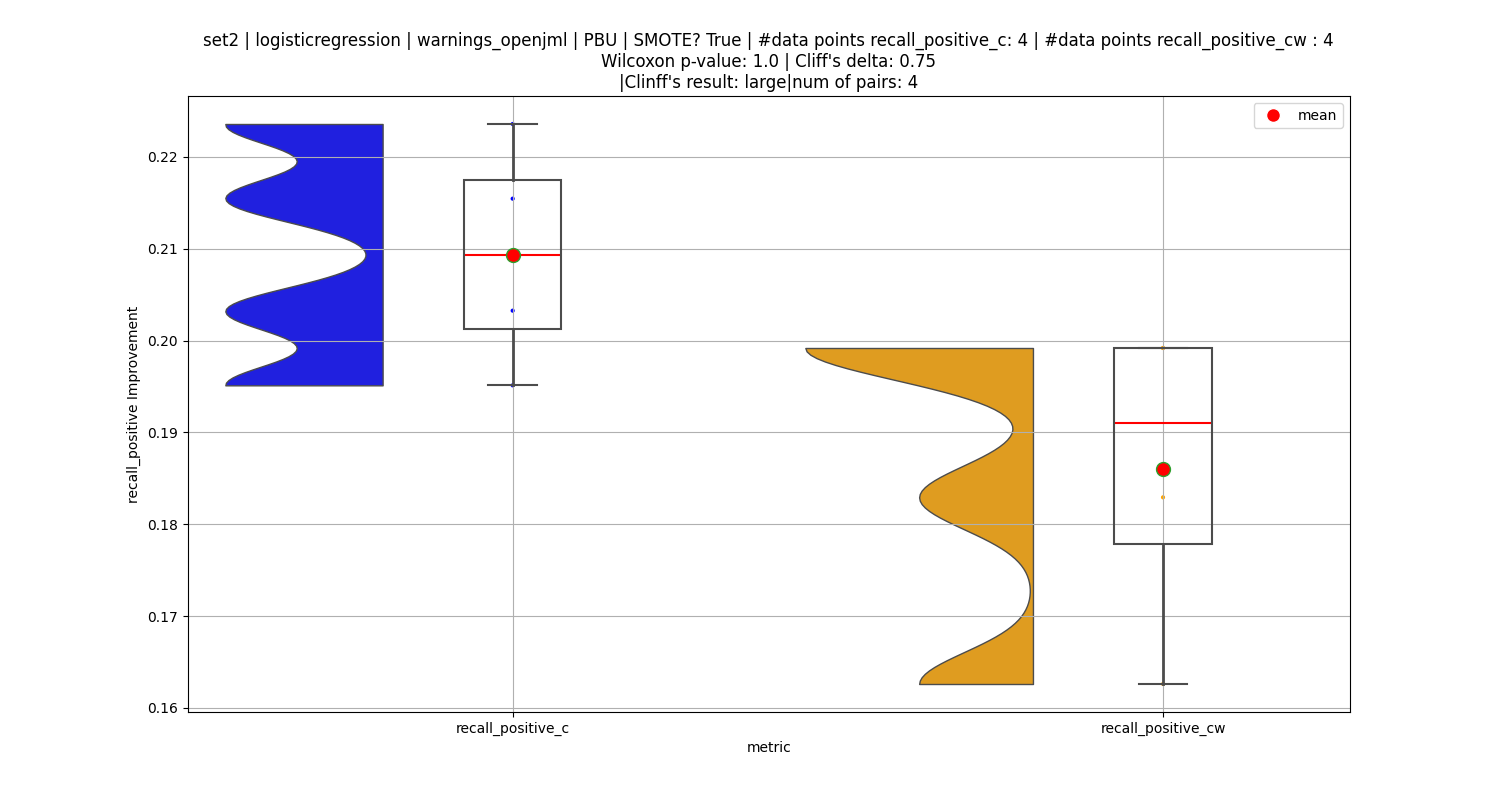 set2 | logisticregression | warnings_openjml | PBU | SMOTE? True | #data points recall_positive_c: 4 | #data points recall_positive_cw : 4
Wilcoxon p-value: 1.0 | Cliff's delta: 0.75
|Clinff's result: large|num of pairs: 4
mean
0.22
0.21
0.20
0.19
0.18
0.17
0.16
recall_positive Improvement
recall_positive_c
recall_positive_cw
metric